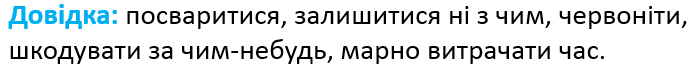 Довідка: посваритися, залишитися ні з чим, червоніти,
шкодувати за чим-небудь, марно витрачати час.